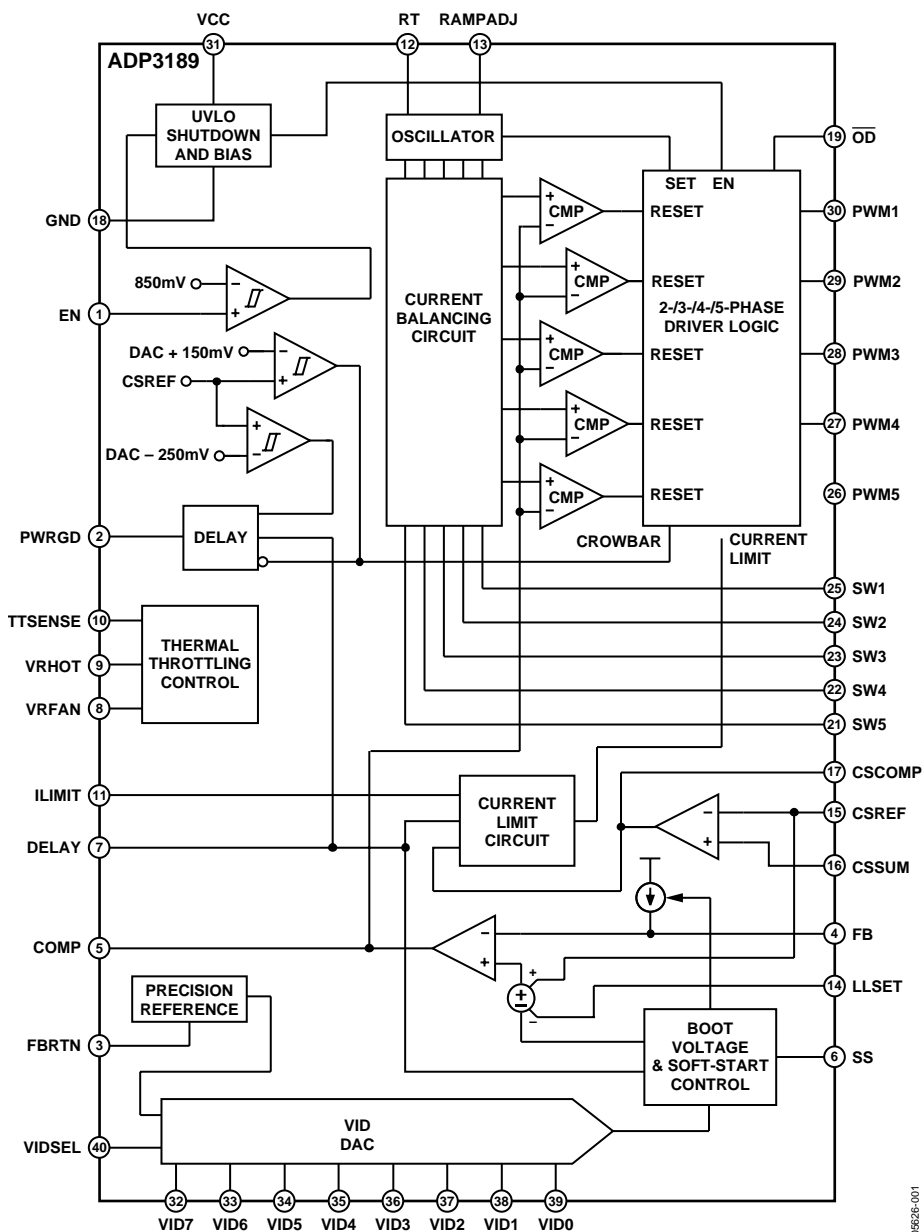 VCC
RT
RAMPADJ
31
12
13
ADP3189
UVLO
SHUTDOWN
AND BIAS
OSCILLATOR
19
OD
SET EN
GND
18
+
CMP
–
RESET
30
PWM1
850mV
–
+
EN
1
+
CMP
–
RESET
29
PWM2
CURRENT
BALANCING
CIRCUIT
2-/3-/4-/5-PHASE
DRIVER LOGIC
DAC + 150mV
–
+
CSREF
+
CMP
–
RESET
28
PWM3
DAC – 250mV
+
–
+
CMP
–
RESET
27
PWM4
+
CMP
–
RESET
26
PWM5
PWRGD
2
DELAY
CROWBAR
CURRENT
LIMIT
25
SW1
TTSENSE
10
24
SW2
THERMAL
THROTTLING
CONTROL
VRHOT
9
23
SW3
VRFAN
8
22
SW4
21
SW5
17
CSCOMP
ILIMIT
11
CURRENT
LIMIT
CIRCUIT
–
+
15
CSREF
DELAY
7
16
CSSUM
COMP
5
–
+
4
FB
+
–
+
–
14
LLSET
PRECISION
REFERENCE
FBRTN
3
BOOT
VOLTAGE
& SOFT-START
CONTROL
6
SS
VID
DAC
VIDSEL
40
32
33
34
35
36
37
38
39
VID7
VID6
VID5
VID4
VID3
VID2
VID1
VID0
05626-001